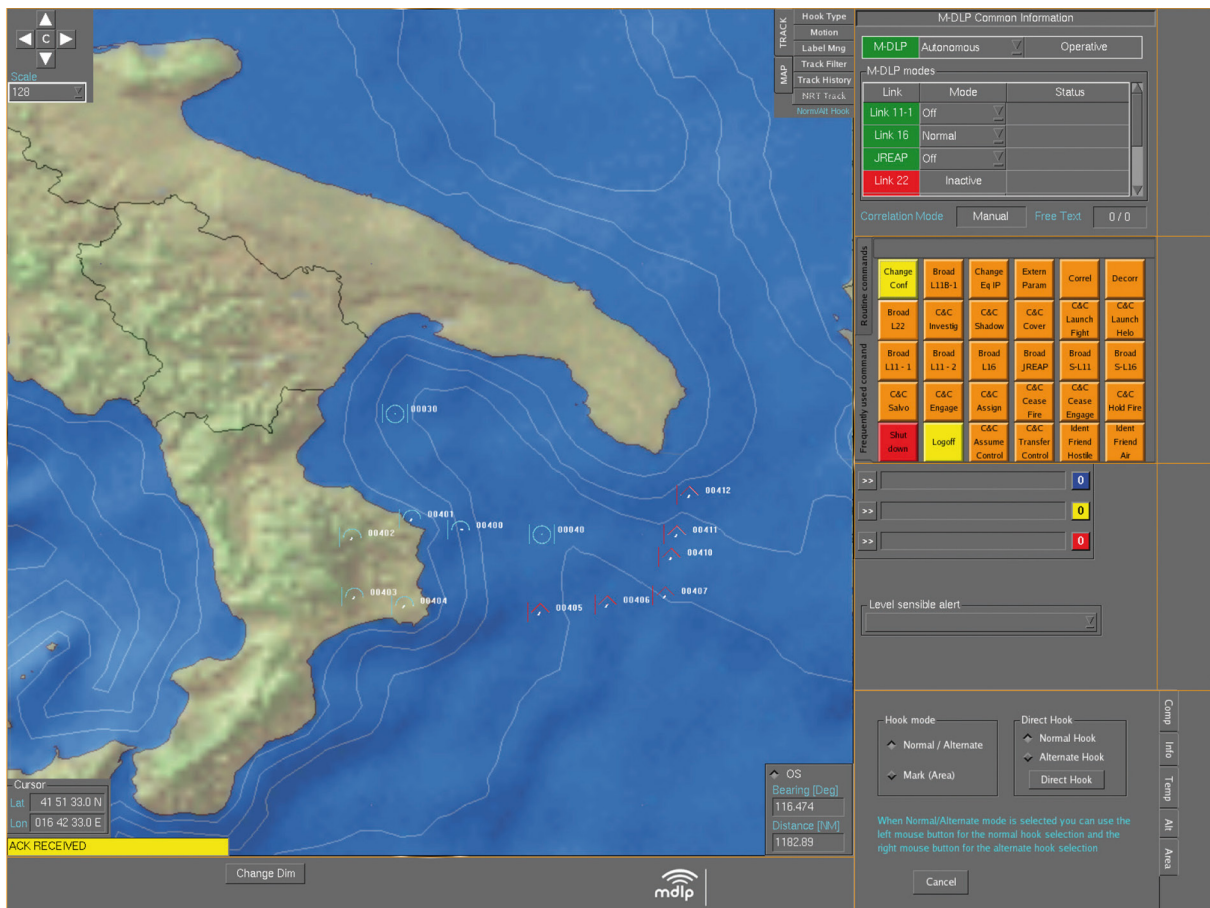 C
Scale
128
TRACK
MAP
Hook Type
Motion
Label Mng
Track Filter
Track History
NRT Track
Norm/Alt Hook
00030
00412
00401
00400
00402
00040
00411
00410
00403
00404
00405
00406
00407
Cursor
Lat 41 51 33.0 N
Lon 016 42 33.0 E
ACK RECEIVED
OS
Bearing [Deg]
116.474
Distance [NM]
1182.89
Change Dim
mdlp
M-DLP Common Information
M-DLP Autonomous Operative
M-DLP modes
Link Mode Status
Link 11-1 Off
Link 16 Normal
JREAP Off
Link 22 Inactive
Correlation Mode Manual Free Text 0 / 0
Routine commands
Frequently used command
Change Conf
Broad L11B-1
Change Eq IP
Extern Param
Correl
Decorr
Broad L22
C&C Investig
C&C Shadow
C&C Cover
C&C Launch Fight
C&C Launch Helo
Broad L11 - 1
Broad L11 - 2
Broad L16
Broad JREAP
Broad S-L11
Broad S-L16
C&C Salvo
C&C Engage
C&C Assign
C&C Cease Fire
C&C Cease Engage
C&C Hold Fire
Shut down
Logoff
C&C Assume Control
C&C Transfer Control
Ident Friend Hostile
Ident Friend Air
>> 0
>> 0
>> 0
Level sensible alert
Hook mode
Normal / Alternate
Mark (Area)
Direct Hook
Normal Hook
Alternate Hook
Direct Hook
When Normal/Alternate mode is selected you can use the
left mouse button for the normal hook selection and the
right mouse button for the alternate hook selection
Cancel
Comp
Info
Temp
Alt
Area